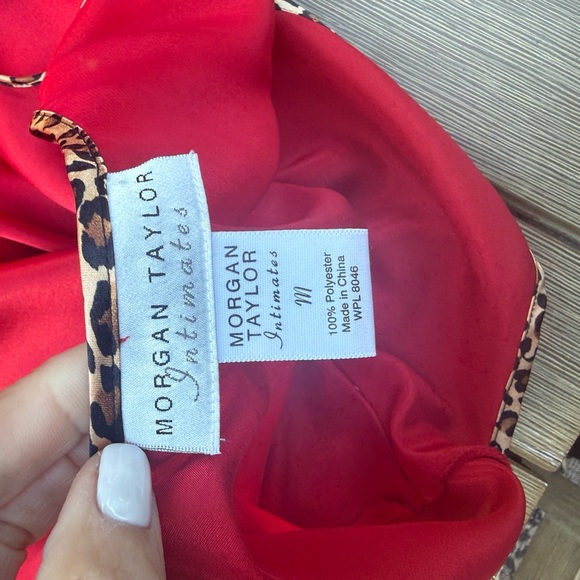 MORGAN TAYLOR
Intimates
MORGAN
TAYLOR
Intimates
M
100% Polyester
Made in China
WPL 8046